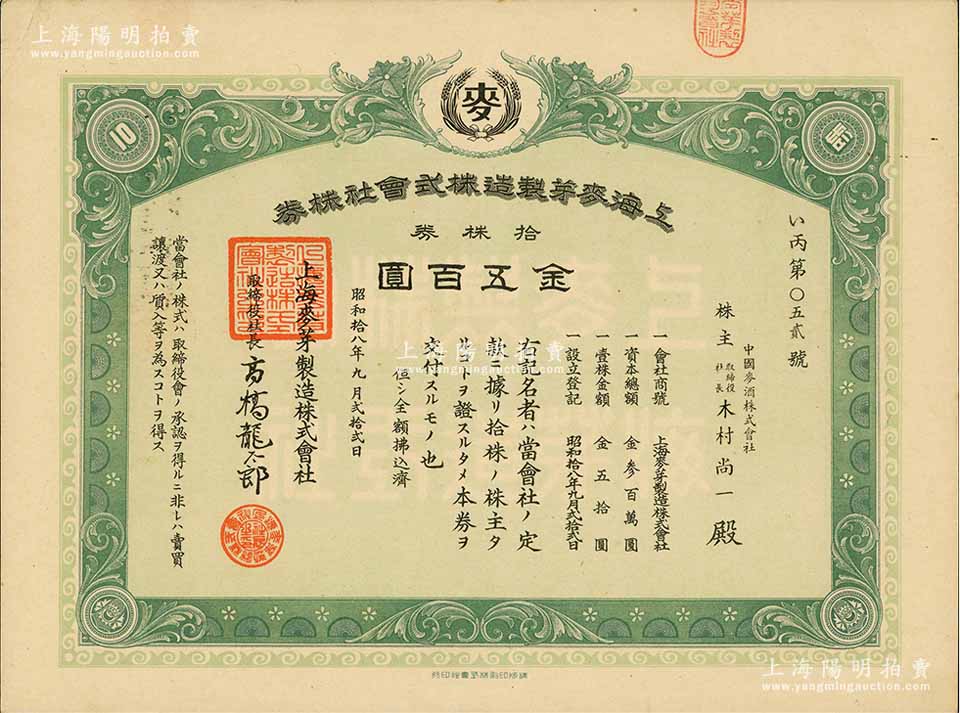 上海陽明拍賣
www.yangmingauction.com
麥
10
上海麥芽製造株式會社株券
拾株券
金五百圓
い丙第〇五貳號
中國麥酒株式會社
株主 取締役社長 木村尚一殿
一會社商號 上海麥芽製造株式會社
一資本總額 金參百萬圓
一壹株金額 金五拾圓
一設立登記 昭和拾八年九月貳拾貳日
右記名者ハ當會社ノ定
款ニ據リ拾株ノ株主タ
ルコトヲ證スルタメ本券ヲ
交付スルモノ也
但シ全額拂込濟
昭和拾八年九月貳拾貳日
上海麥芽製造株式會社
取締役社長 高橋龍太郎
當會社ノ株式ハ取締役會ノ承認ヲ得ルニ非レハ賣買
讓渡又ハ質入等ヲ為スコトヲ得ス
上海陽明拍賣
www.yangmingauction.com
上海陽明拍賣
www.yangmingauction.com